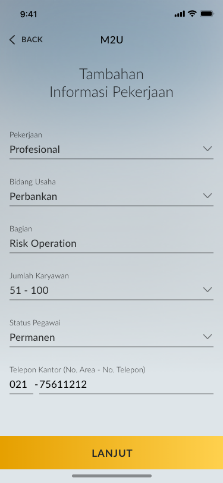 9:41
BACK
M2U
Tambahan
Informasi Pekerjaan
Pekerjaan
Profesional
Bidang Usaha
Perbankan
Bagian
Risk Operation
Jumlah Karyawan
51 - 100
Status Pegawai
Permanen
Telepon Kantor (No. Area - No. Telepon)
021 - 75611212
LANJUT